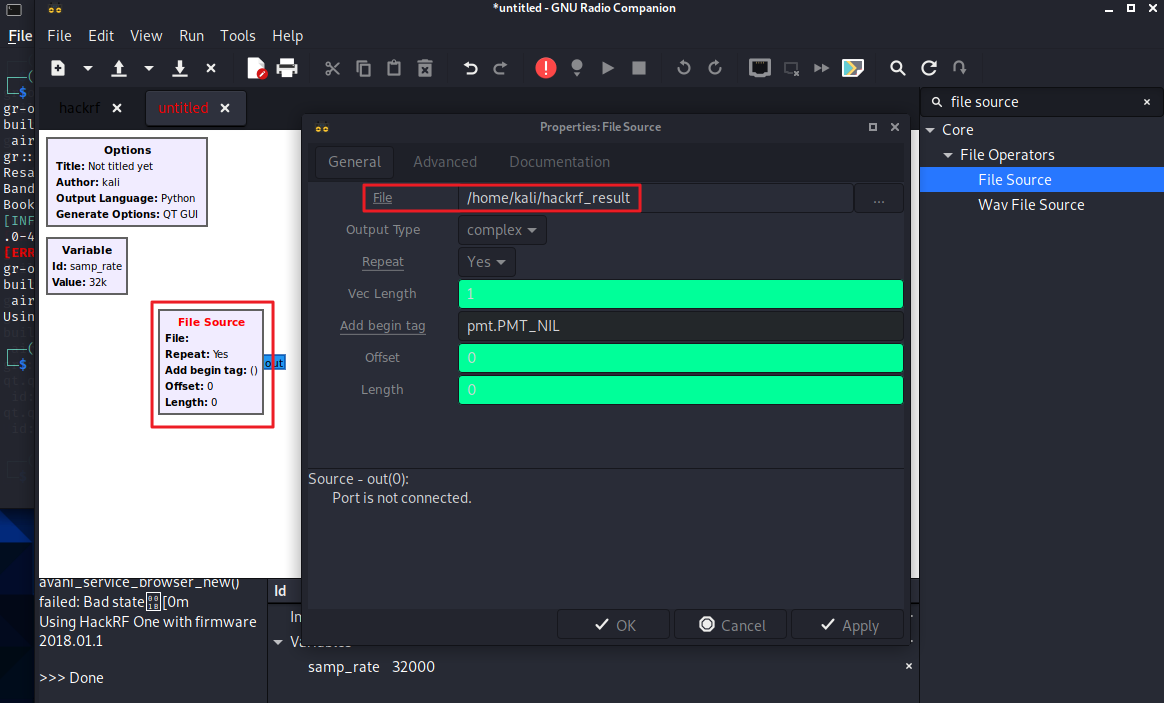 *untitled - GNU Radio Companion
File
File Edit View Run Tools Help
hackrf
untitled
file source
Core
File Operators
File Source
Wav File Source
Options
Title: Not titled yet
Author: kali
Output Language: Python
Generate Options: QT GUI
Variable
Id: samp_rate
Value: 32k
File Source
File:
Repeat: Yes
Add begin tag: ()
Offset: 0
Length: 0
out
Properties: File Source
General Advanced Documentation
File /home/kali/hackrf_result ...
Output Type complex
Repeat Yes
Vec Length 1
Add begin tag pmt.PMT_NIL
Offset 0
Length 0
Source - out(0):
Port is not connected.
OK Cancel Apply
gr-o
buil
air
gr::
Resa
Band
Book
[INF
.0-4
[ERR
gr-o
buil
air
Usin
avahi_service_browser_new()
failed: Bad state [0m
Using HackRF One with firmware
2018.01.1
>>> Done
Id
samp_rate 32000